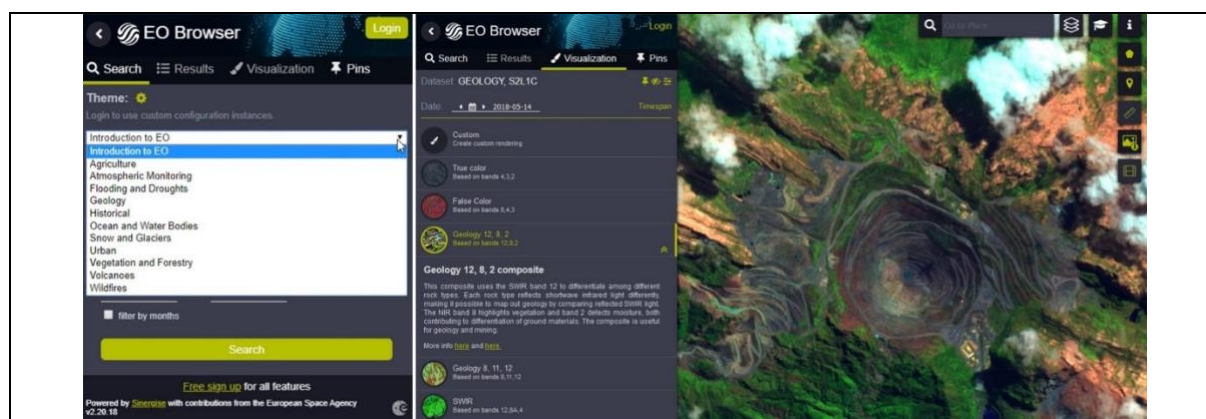 EO Browser
Login
Search Results Visualization Pins
Theme:
Login to use custom configuration instances.
Introduction to EO
Introduction to EO
Agriculture
Atmospheric Monitoring
Flooding and Droughts
Geology
Historical
Ocean and Water Bodies
Snow and Glaciers
Urban
Vegetation and Forestry
Volcanoes
Wildfires
filter by months
Search
Free sign up for all features
Powered by Sinergise with contributions from the European Space Agency
v2.20.18
EO Browser
Login
Search Results Visualization Pins
Dataset: GEOLOGY, S2L1C
Date: 2018-05-14 Timespan
Custom
Create custom rendering
True color
Based on bands 4,3,2
False Color
Based on bands 8,4,3
Geology 12, 8, 2
Based on bands 12,8,2
Geology 12, 8, 2 composite
This composite uses the SWIR band 12 to differentiate among different
rock types. Each rock type reflects shortwave infrared light differently,
making it possible to map out geology by comparing reflected SWIR light.
The NIR band 8 highlights vegetation and band 2 detects moisture, both
contributing to differentiation of ground materials. The composite is useful
for geology and mining.
More info here and here.
Geology 8, 11, 12
Based on bands 8,11,12
SWIR
Based on bands 12,8A,4
Go to Place